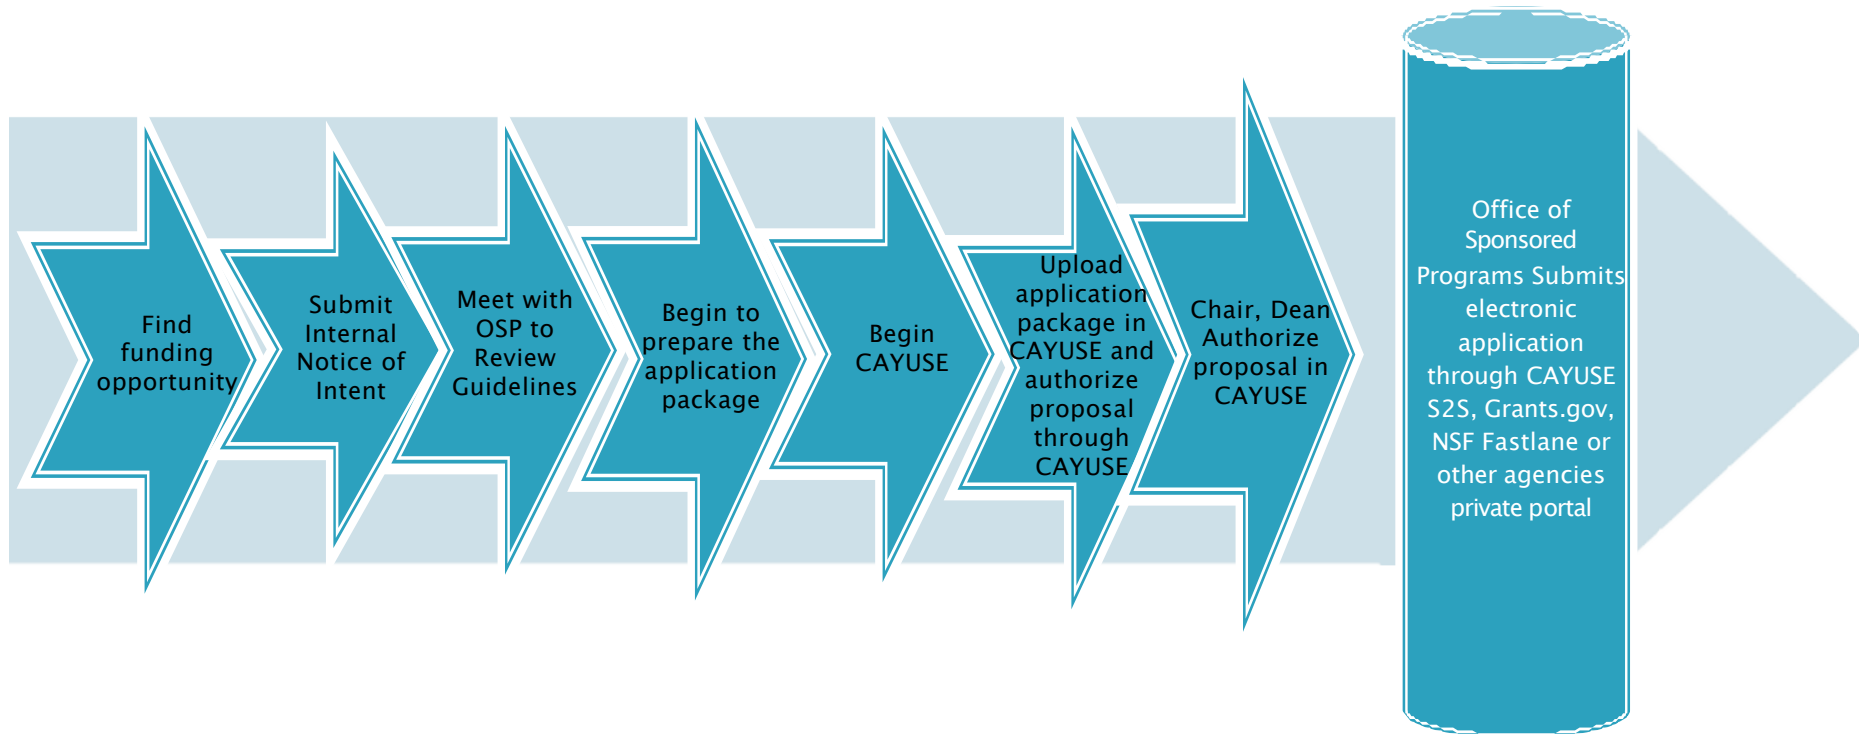 Find
funding
opportunity
Submit
Internal
Notice of
Intent
Meet with
OSP to
Review
Guidelines
Begin to
prepare the
application
package
Begin
CAYUSE
Upload
application
package in
CAYUSE and
authorize
proposal
through
CAYUSE
Chair, Dean
Authorize
proposal in
CAYUSE
Office of
Sponsored
Programs Submits
electronic
application
through CAYUSE
S2S, Grants.gov,
NSF Fastlane or
other agencies
private portal